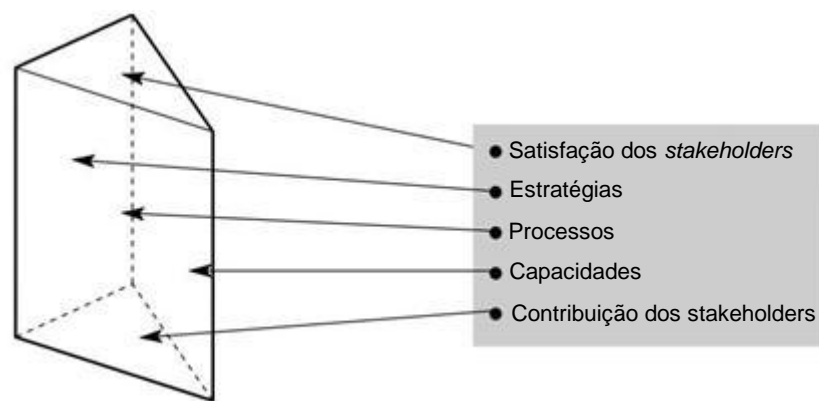 Satisfação dos stakeholders
Estratégias
Processos
Capacidades
Contribuição dos stakeholders